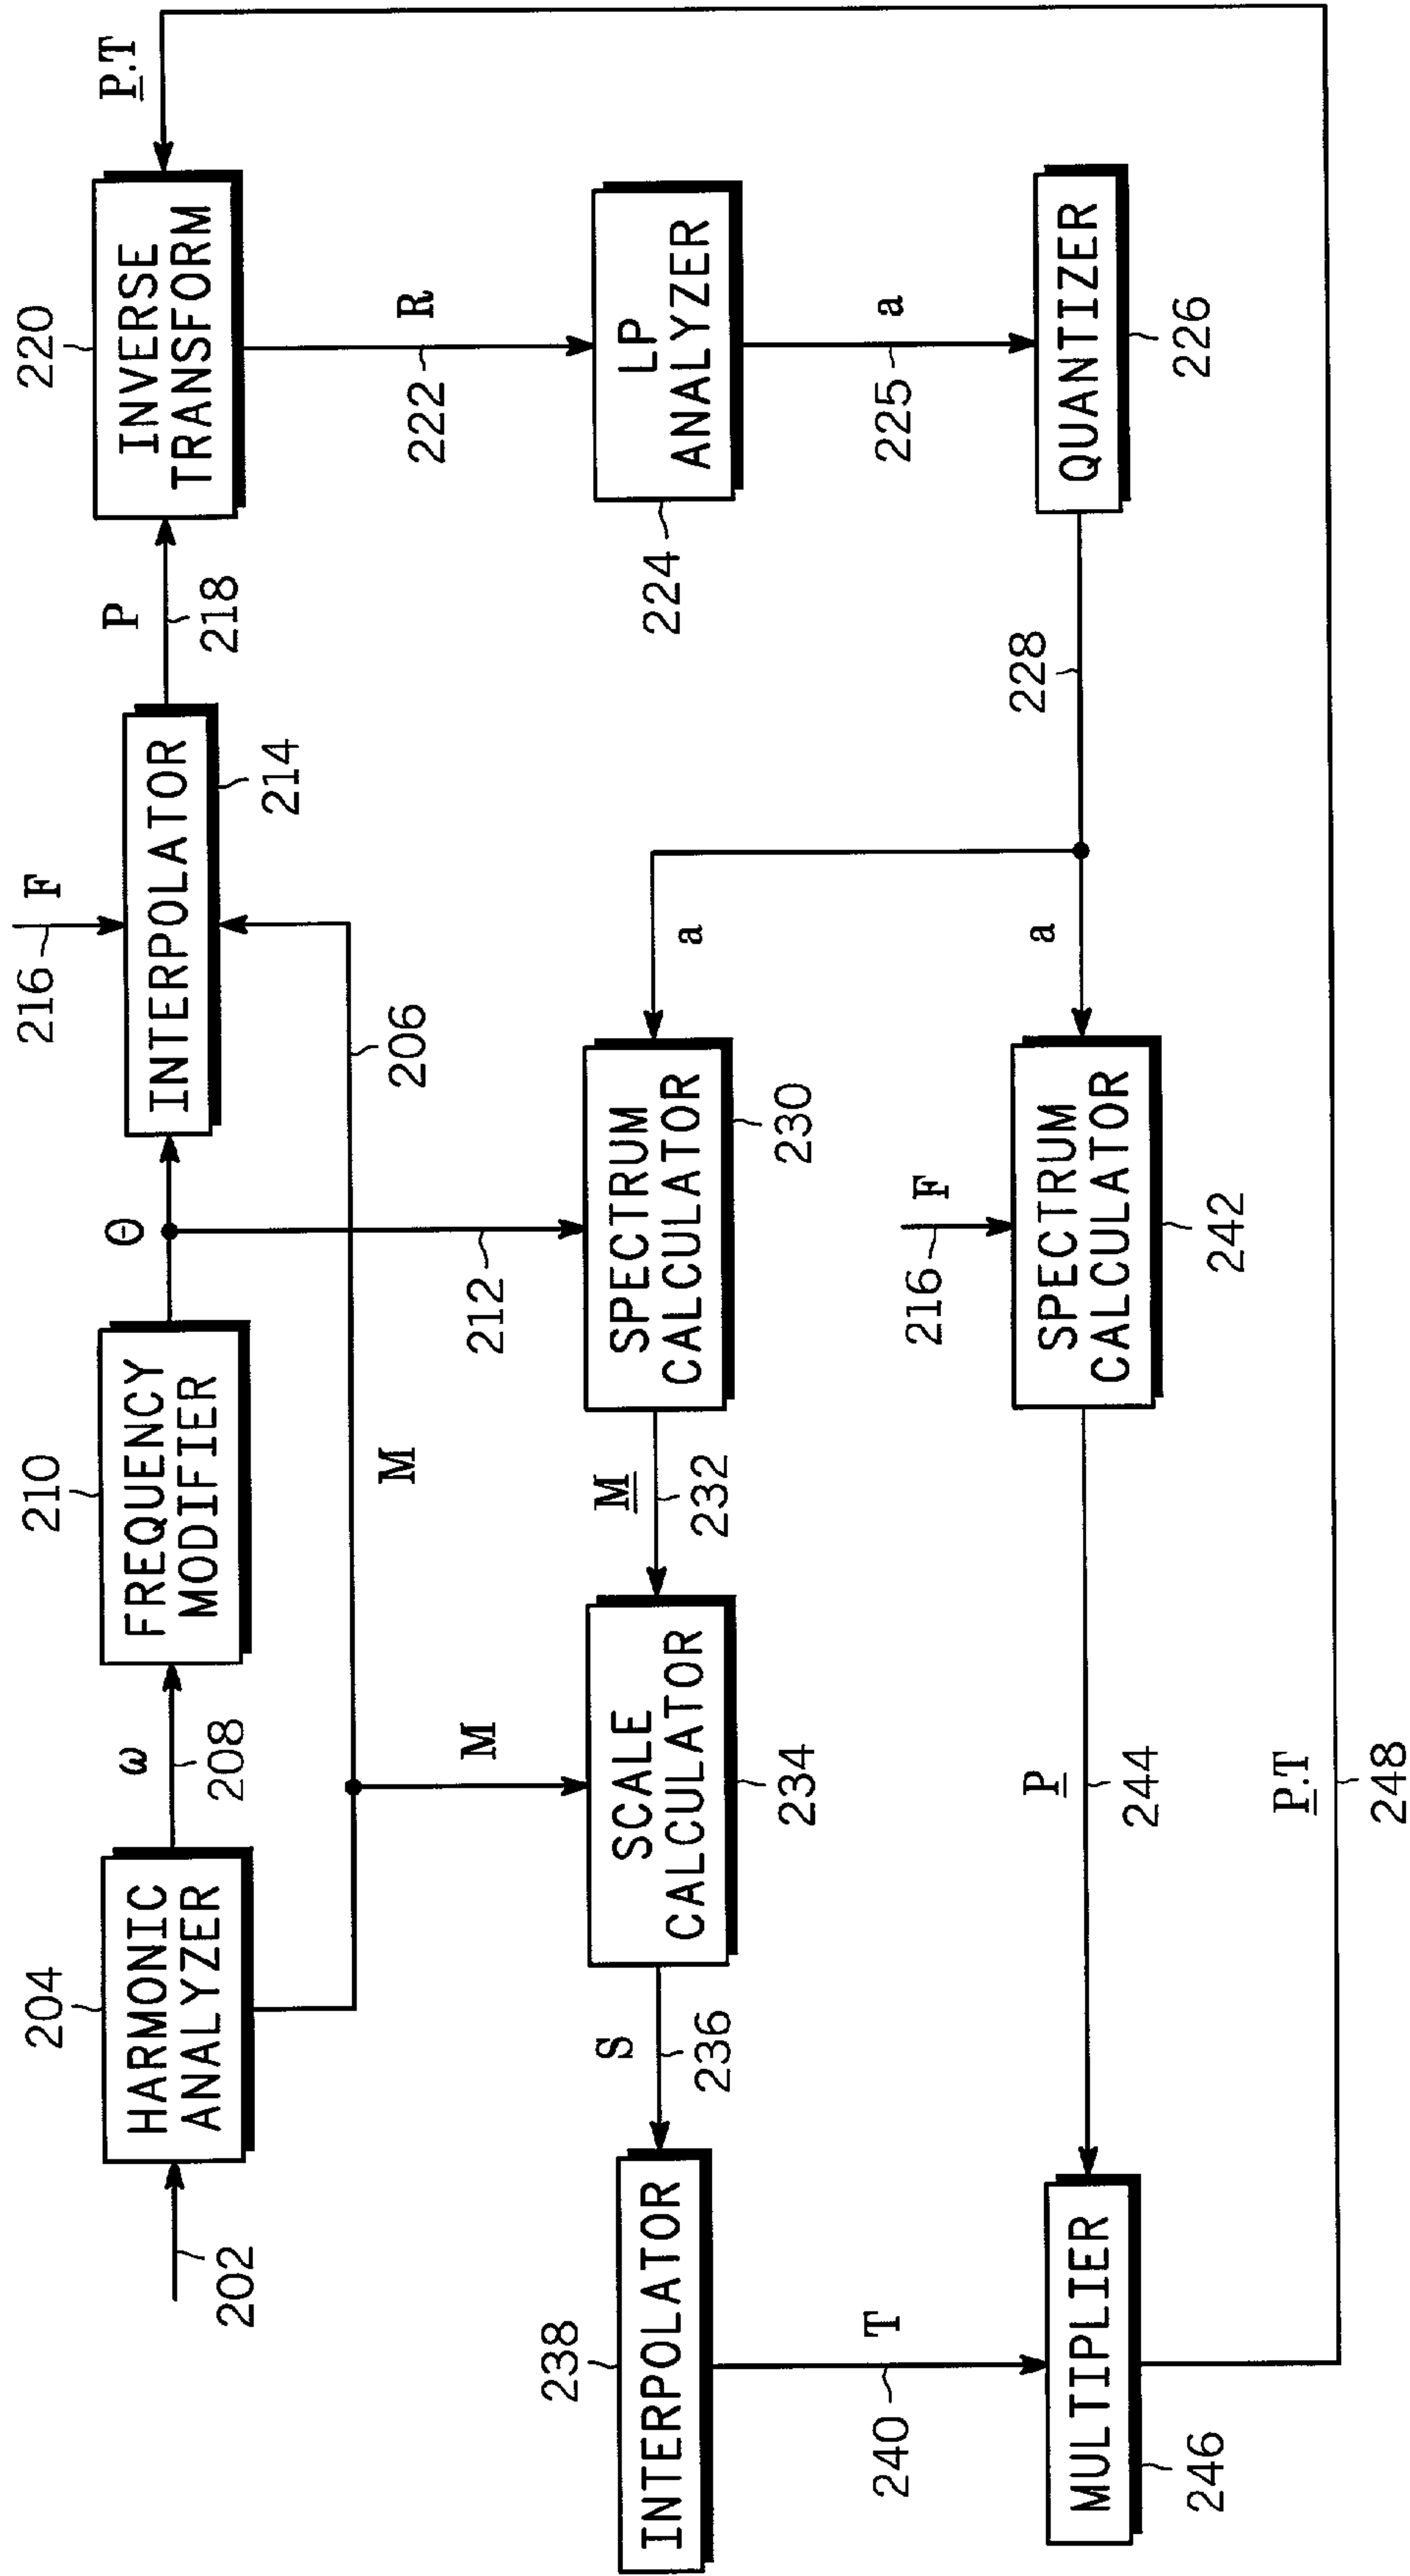 202
204
HARMONIC
ANALYZER
ω
208
210
FREQUENCY
MODIFIER
Θ
216
F
INTERPOLATOR
214
P
218
220
INVERSE
TRANSFORM
P.T
M
206
212
R
222
M
238
INTERPOLATOR
S
236
SCALE
CALCULATOR
234
M
232
SPECTRUM
CALCULATOR
230
a
LP
ANALYZER
224
T
240
216
F
a
225
a
228
MULTIPLIER
246
P
244
SPECTRUM
CALCULATOR
242
QUANTIZER
226
P.T
248